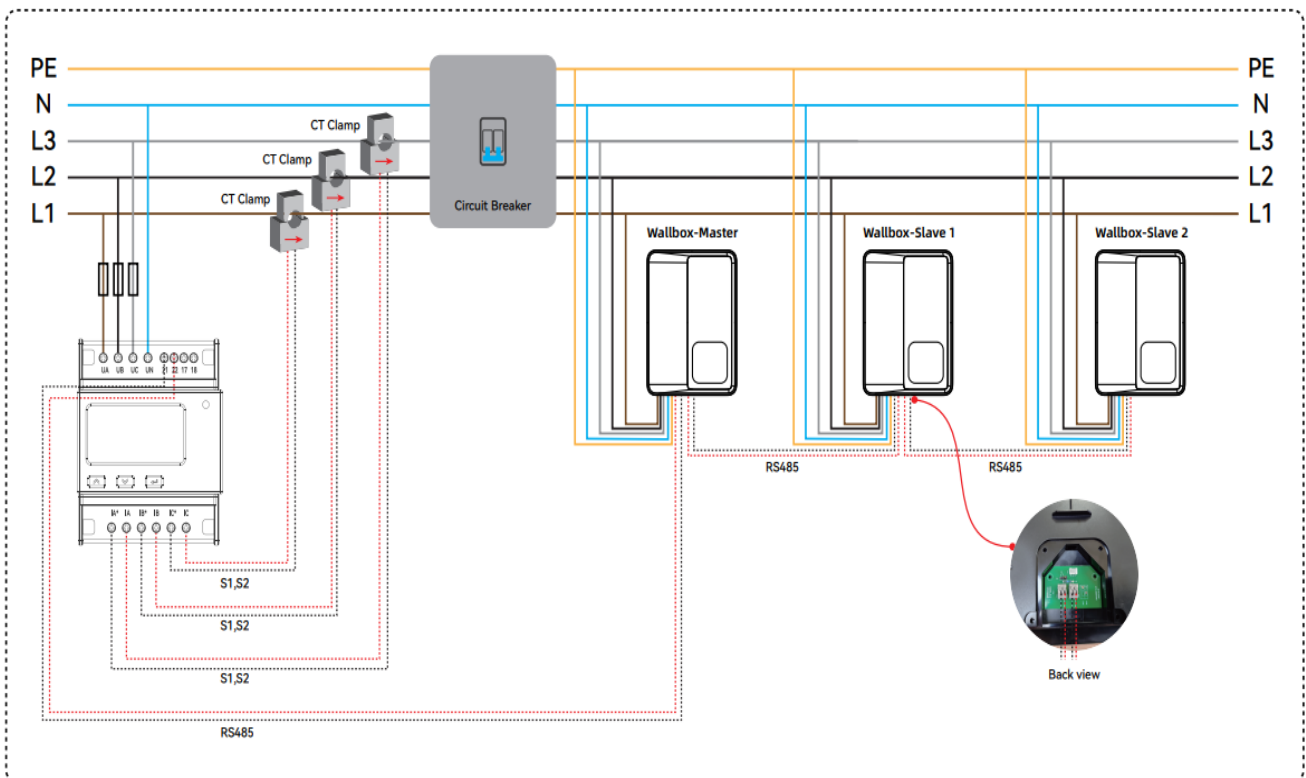 PE
PE
N
N
CT Clamp
L3
L3
CT Clamp
L2
L2
CT Clamp
Circuit Breaker
L1
L1
Wallbox-Master
Wallbox-Slave 1
Wallbox-Slave 2
UA UB UC UN 21 22 17 18
RS485
RS485
IA* IA IB* IB IC* IC
S1,S2
S1,S2
S1,S2
Back view
RS485